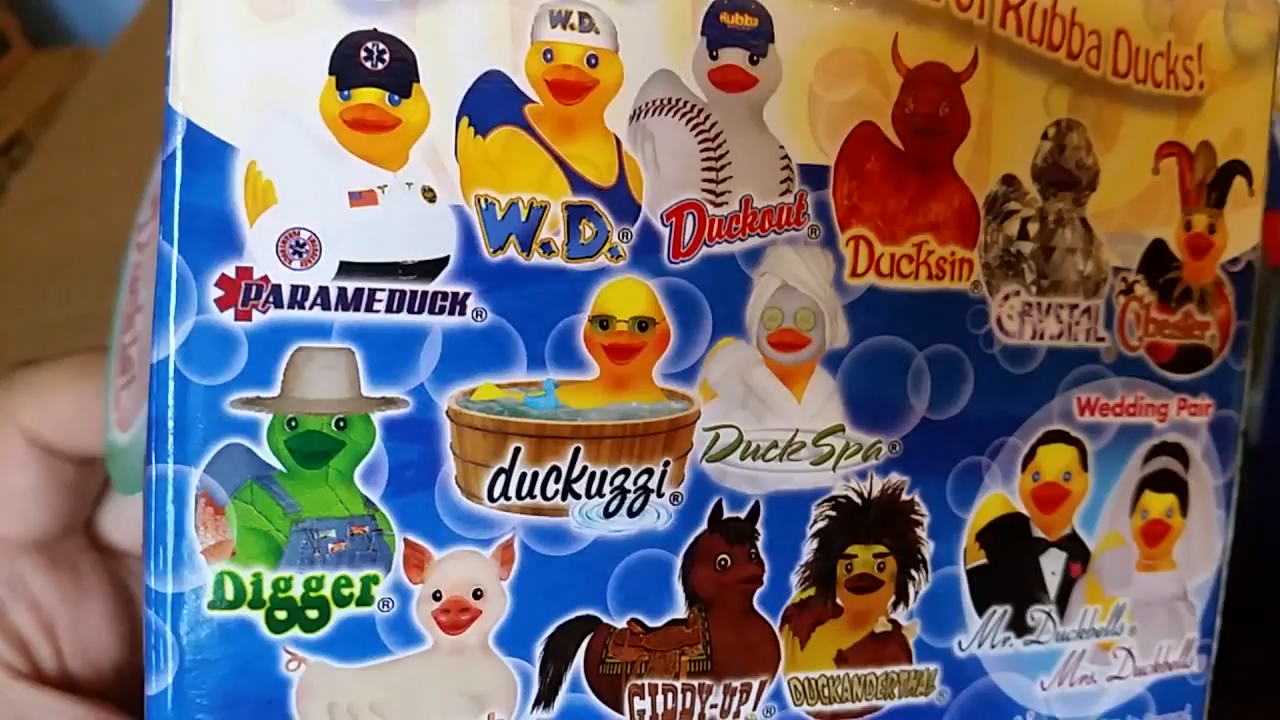 of Rubba Ducks!
W.D.
Rubba
PARAMEDUCK®
W.D.®
Duckout®
Ducksin®
CRYSTAL
Chester
duckuzzi®
DuckSpa®
Wedding Pair
Digger®
GIDDY-UP!®
DUCKANDERTHAL®
Mr. Duckbells®
Mrs. Duckbells